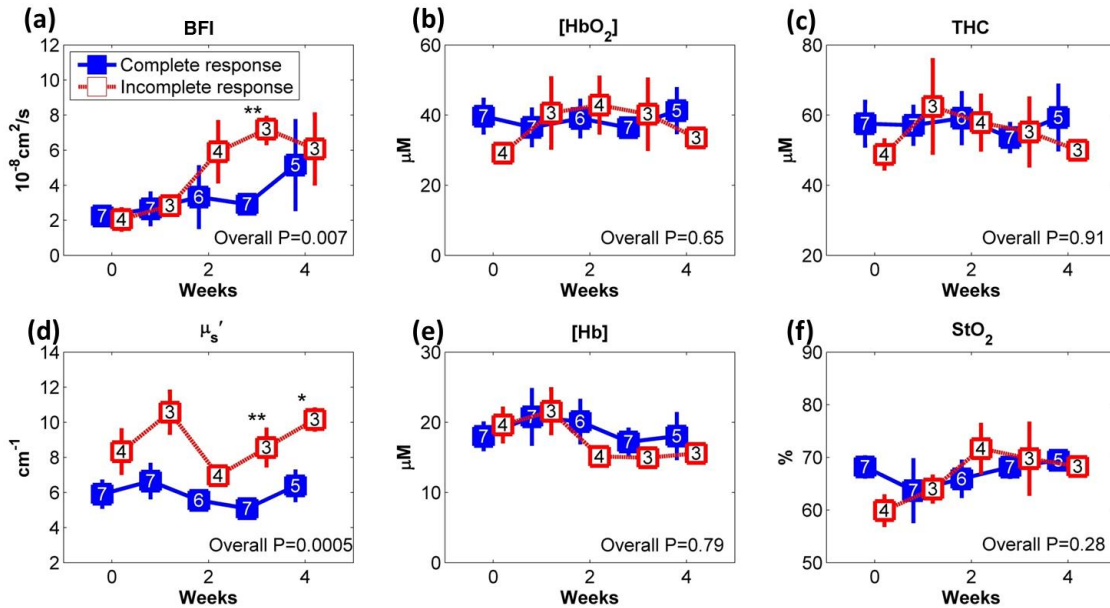 (a)
BFI
12
10
8
6
4
2
0
10⁻⁸cm²/s
Complete response
Incomplete response
**
7 7 6 7 5
4 3 4 3 3
Overall P=0.007
0 2 4
Weeks
(b)
[HbO₂]
60
40
20
0
μM
7 7 6 7 5
4 3 4 3 3
Overall P=0.65
0 2 4
Weeks
(c)
THC
80
60
40
20
μM
7 7 6 7 5
4 3 4 3 3
Overall P=0.91
0 2 4
Weeks
(d)
μₛ′
14
12
10
8
6
4
2
cm⁻¹
** *
7 7 6 7 5
4 3 4 3 3
Overall P=0.0005
0 2 4
Weeks
(e)
[Hb]
30
20
10
0
μM
7 7 6 7 5
4 3 4 3 3
Overall P=0.79
0 2 4
Weeks
(f)
StO₂
90
80
70
60
50
%
7 7 6 7 5
4 3 4 3 3
Overall P=0.28
0 2 4
Weeks